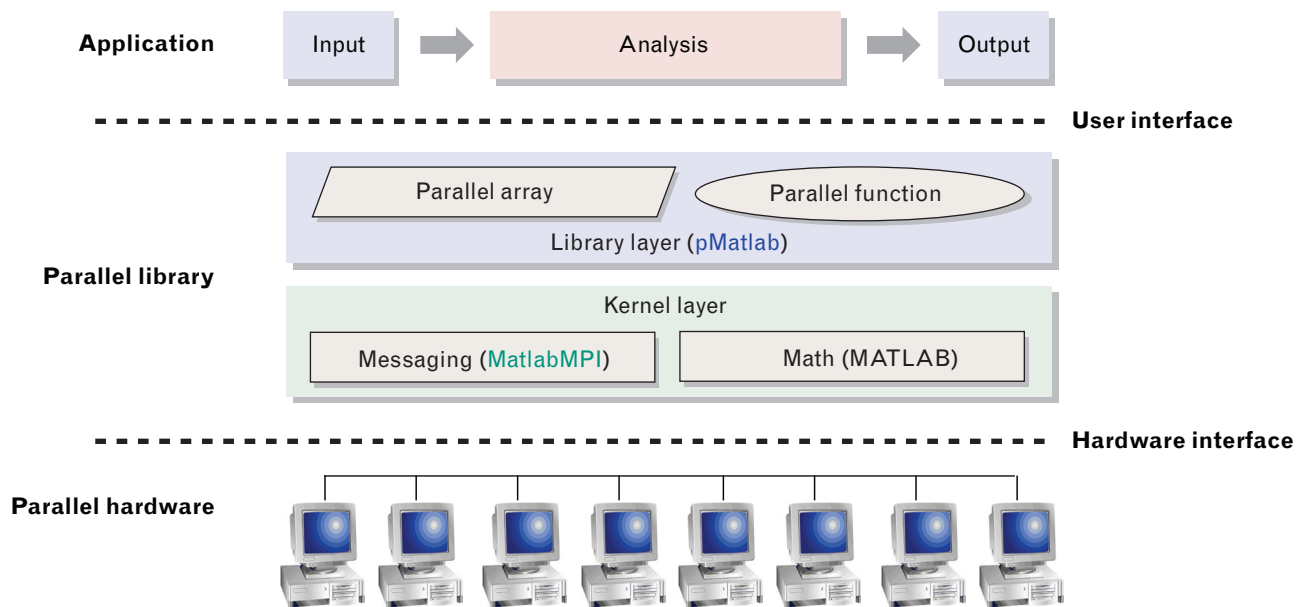 Application
Input
Analysis
Output
User interface
Parallel array
Parallel function
Library layer (pMatlab)
Parallel library
Kernel layer
Messaging (MatlabMPI)
Math (MATLAB)
Hardware interface
Parallel hardware